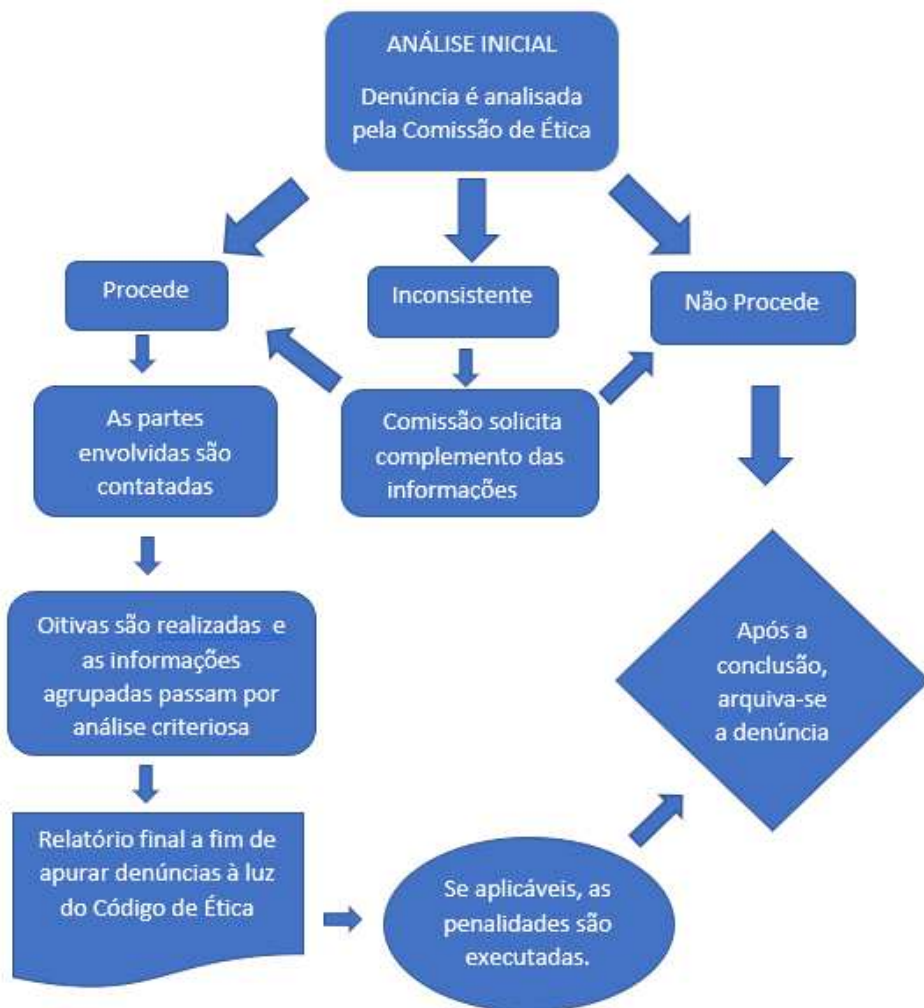 ANÁLISE INICIAL
Denúncia é analisada
pela Comissão de Ética
Procede
Inconsistente
Não Procede
As partes
envolvidas são
contatadas
Comissão solicita
complemento das
informações
Oitivas são realizadas e
as informações
agrupadas passam por
análise criteriosa
Após a
conclusão,
arquiva-se
a denúncia
Relatório final a fim de
apurar denúncias à luz
do Código de Ética
Se aplicáveis, as
penalidades são
executadas.